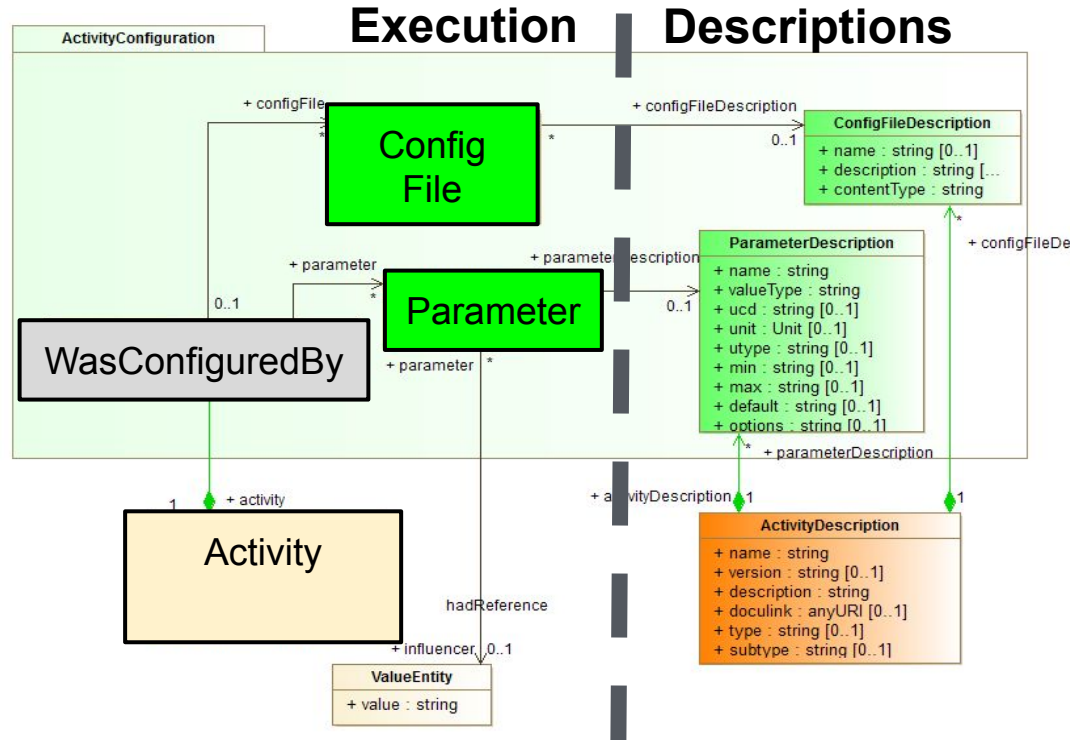 Execution
Descriptions
ActivityConfiguration
+ configFile
*
Config
File
*
+ configFileDescription
0..1
ConfigFileDescription
+ name : string [0..1]
+ description : string [...
+ contentType : string
*
+ configFileDe
+ parameter
*
0..1
Parameter
+ parameterDescription
0..1
ParameterDescription
+ name : string
+ valueType : string
+ ucd : string [0..1]
+ unit : Unit [0..1]
+ utype : string [0..1]
+ min : string [0..1]
+ max : string [0..1]
+ default : string [0..1]
+ options : string [0..1]
WasConfiguredBy
+ parameter
*
* + parameterDescription
1
+ activity
Activity
+ activityDescription
1
1
ActivityDescription
+ name : string
+ version : string [0..1]
+ description : string
+ doculink : anyURI [0..1]
+ type : string [0..1]
+ subtype : string [0..1]
hadReference
+ influencer
0..1
ValueEntity
+ value : string